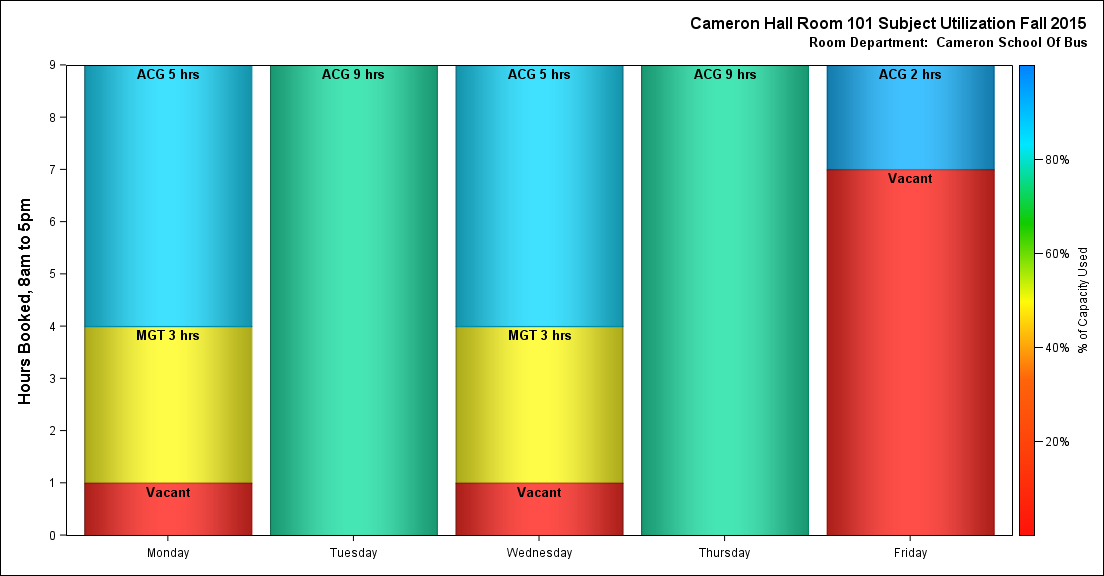 Cameron Hall Room 101 Subject Utilization Fall 2015
Room Department: Cameron School Of Bus
Hours Booked, 8am to 5pm
9
8
7
6
5
4
3
2
1
0
ACG 5 hrs
MGT 3 hrs
Vacant
ACG 9 hrs
ACG 5 hrs
MGT 3 hrs
Vacant
ACG 9 hrs
ACG 2 hrs
Vacant
Monday
Tuesday
Wednesday
Thursday
Friday
80%
60%
40%
20%
% of Capacity Used